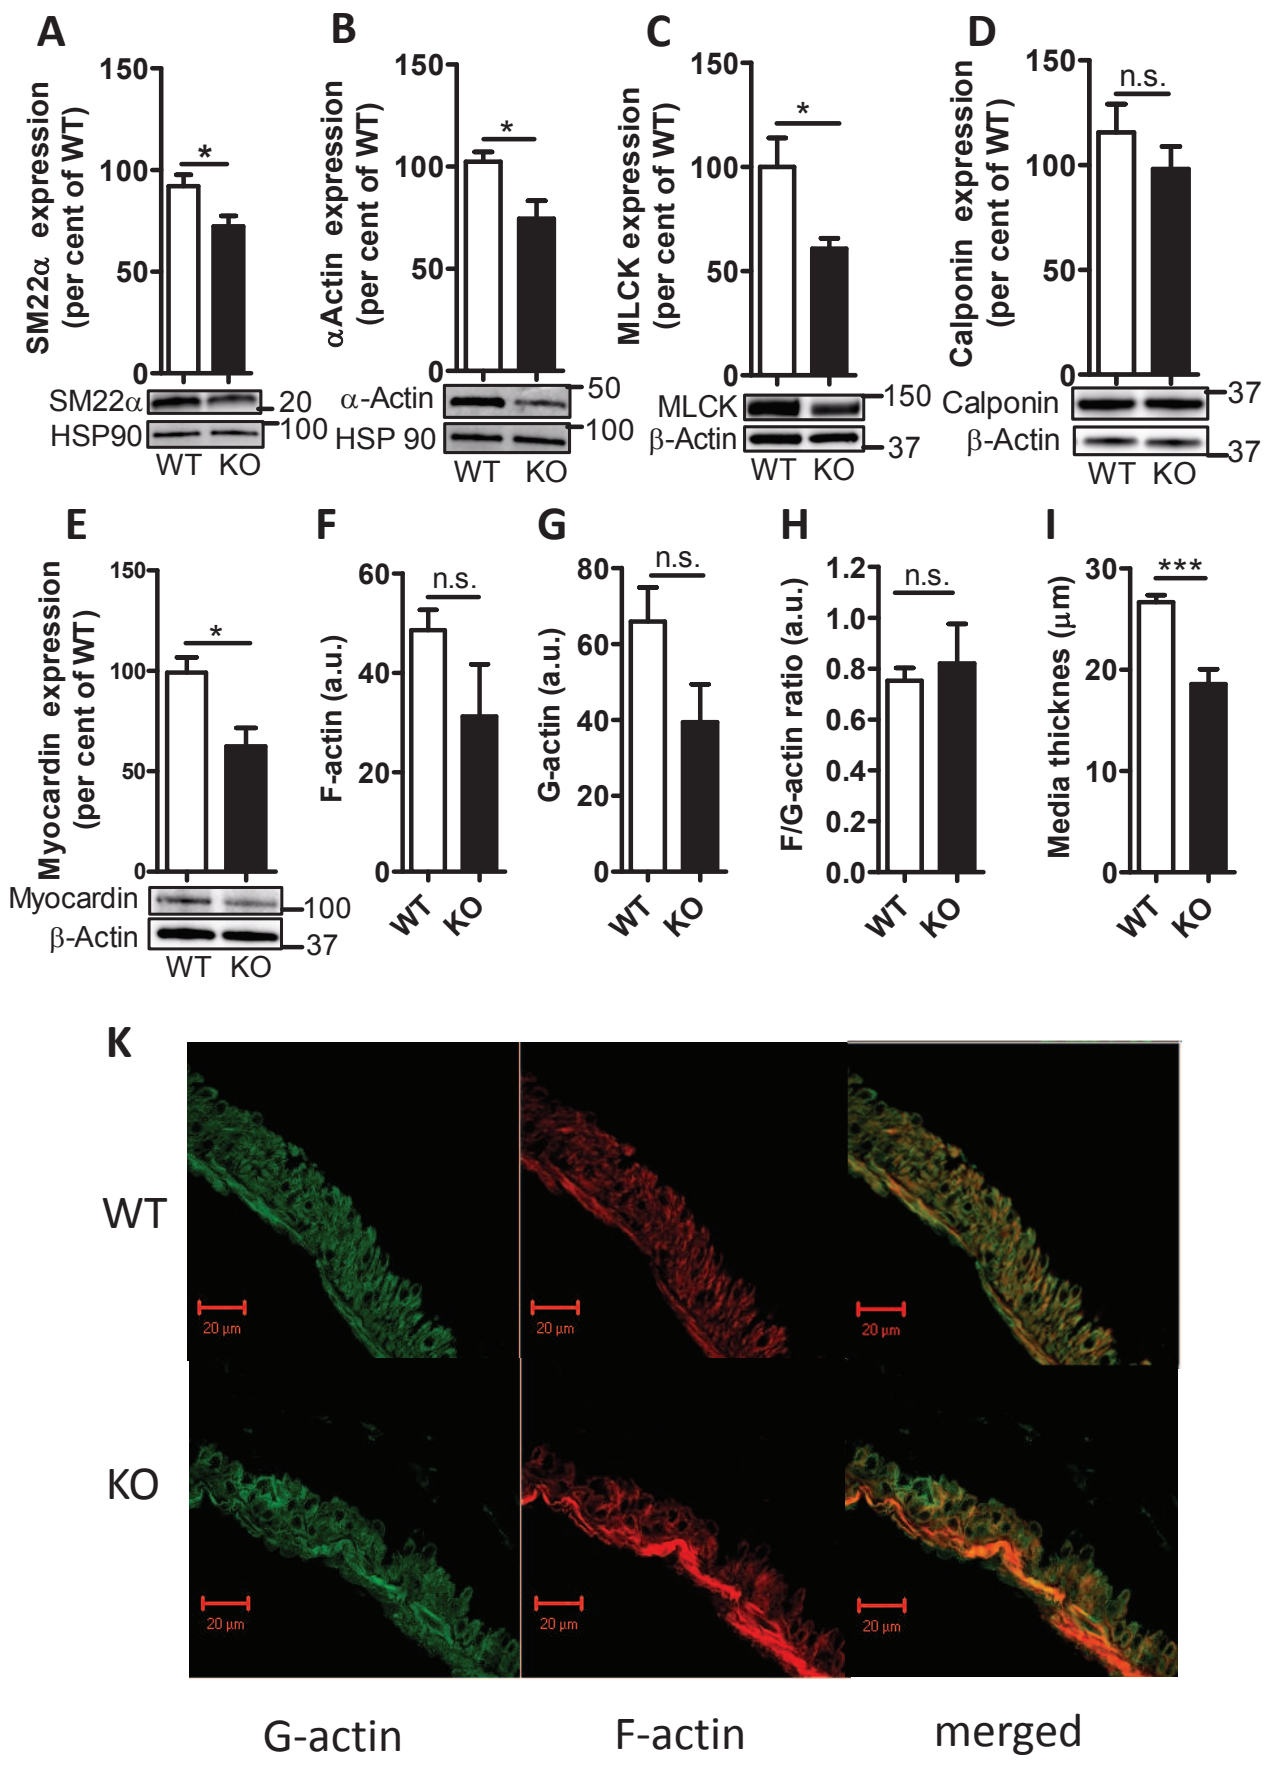 A
SM22α expression
(per cent of WT)
150
100
50
0
*
SM22α
20
HSP90
100
WT KO
B
αActin expression
(per cent of WT)
150
100
50
0
*
α-Actin
50
HSP 90
100
WT KO
C
MLCK expression
(per cent of WT)
150
100
50
0
*
MLCK
150
β-Actin
37
WT KO
D
Calponin expression
(per cent of WT)
150
100
50
0
n.s.
Calponin
37
β-Actin
37
WT KO
E
Myocardin expression
(per cent of WT)
150
100
50
0
*
Myocardin
100
β-Actin
37
WT KO
F
F-actin (a.u.)
60
40
20
0
n.s.
WT
KO
G
G-actin (a.u.)
80
60
40
20
0
n.s.
WT
KO
H
F/G-actin ratio (a.u.)
1.2
1.0
0.8
0.6
0.4
0.2
0.0
n.s.
WT
KO
I
Media thicknes (μm)
30
20
10
0
***
WT
KO
K
WT
20 μm
20 μm
20 μm
KO
20 μm
20 μm
20 μm
G-actin
F-actin
merged